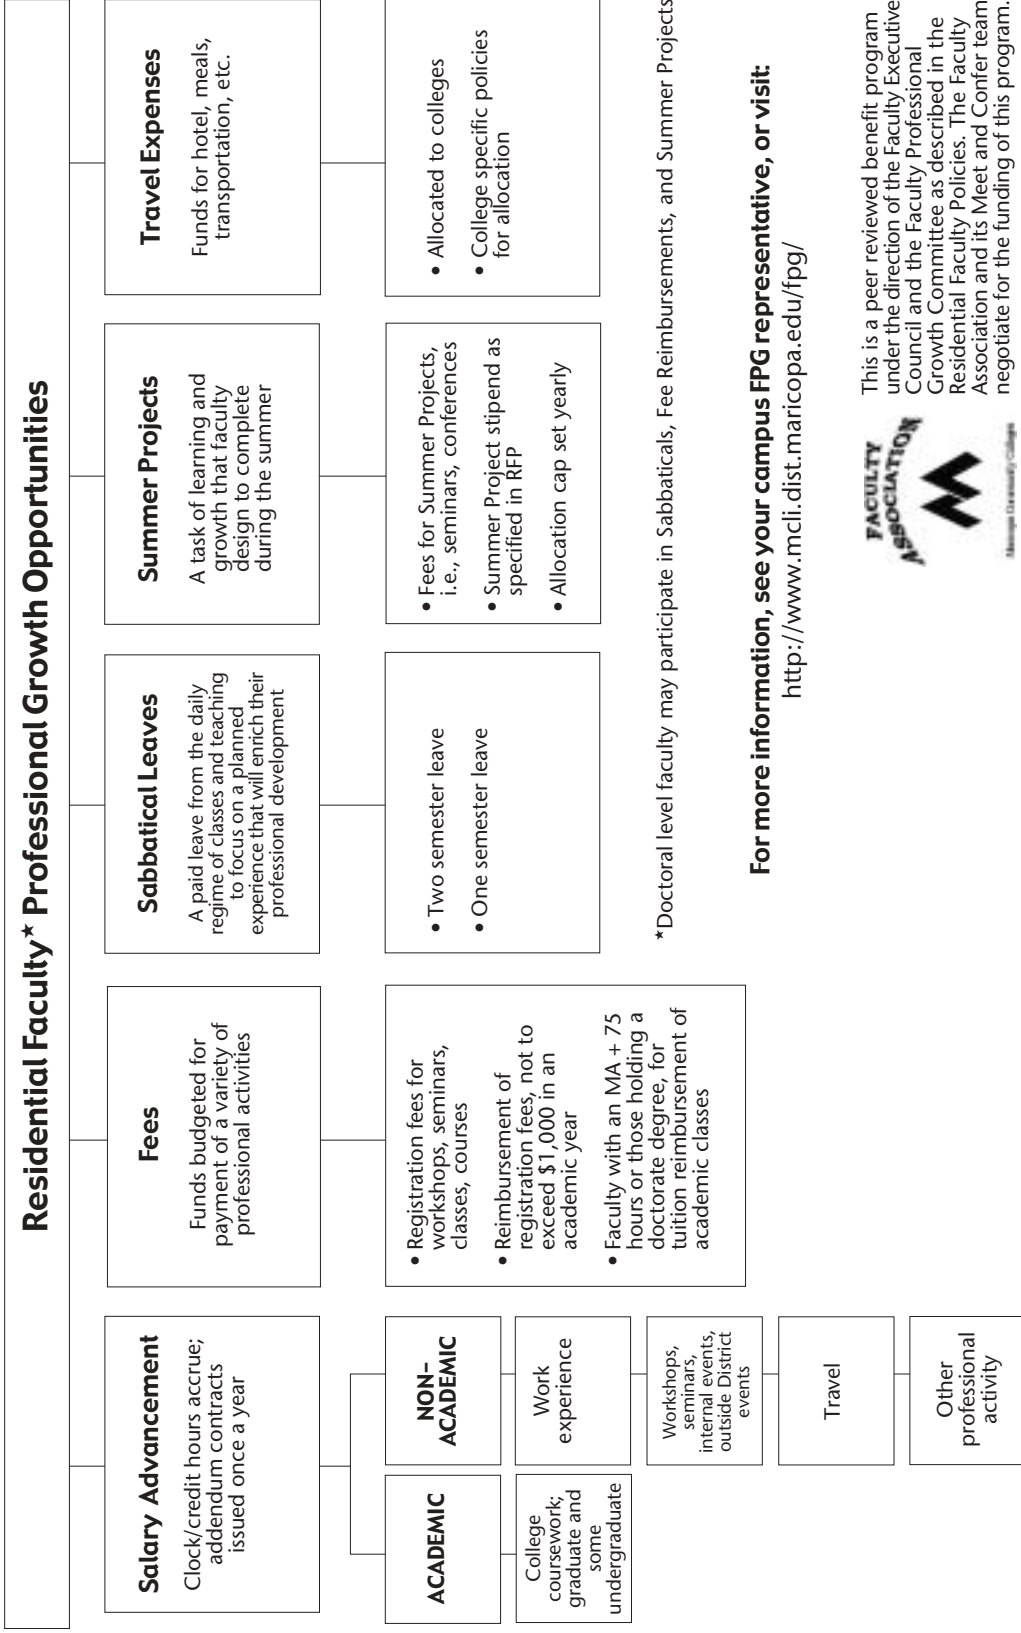 Residential Faculty* Professional Growth Opportunities
Salary Advancement
Clock/credit hours accrue;
addendum contracts
issued once a year
ACADEMIC
College
coursework;
graduate and
some
undergraduate
NON–
ACADEMIC
Work
experience
Workshops,
seminars,
internal events,
outside District
events
Travel
Other
professional
activity
Fees
Funds budgeted for
payment of a variety of
professional activities
• Registration fees for
workshops, seminars,
classes, courses
• Reimbursement of
registration fees, not to
exceed $1,000 in an
academic year
• Faculty with an MA + 75
hours or those holding a
doctorate degree, for
tuition reimbursement of
academic classes
Sabbatical Leaves
A paid leave from the daily
regime of classes and teaching
to focus on a planned
experience that will enrich their
professional development
• Two semester leave
• One semester leave
Summer Projects
A task of learning and
growth that faculty
design to complete
during the summer
• Fees for Summer Projects,
i.e., seminars, conferences
• Summer Project stipend as
specified in RFP
• Allocation cap set yearly
Travel Expenses
Funds for hotel, meals,
transportation, etc.
• Allocated to colleges
• College specific policies
for allocation
*Doctoral level faculty may participate in Sabbaticals, Fee Reimbursements, and Summer Projects
For more information, see your campus FPG representative, or visit:
http://www.mcli.dist.maricopa.edu/fpg/
FACULTY
ASSOCIATION
Maricopa Community Colleges
This is a peer reviewed benefit program
under the direction of the Faculty Executive
Council and the Faculty Professional
Growth Committee as described in the
Residential Faculty Policies. The Faculty
Association and its Meet and Confer team
negotiate for the funding of this program.